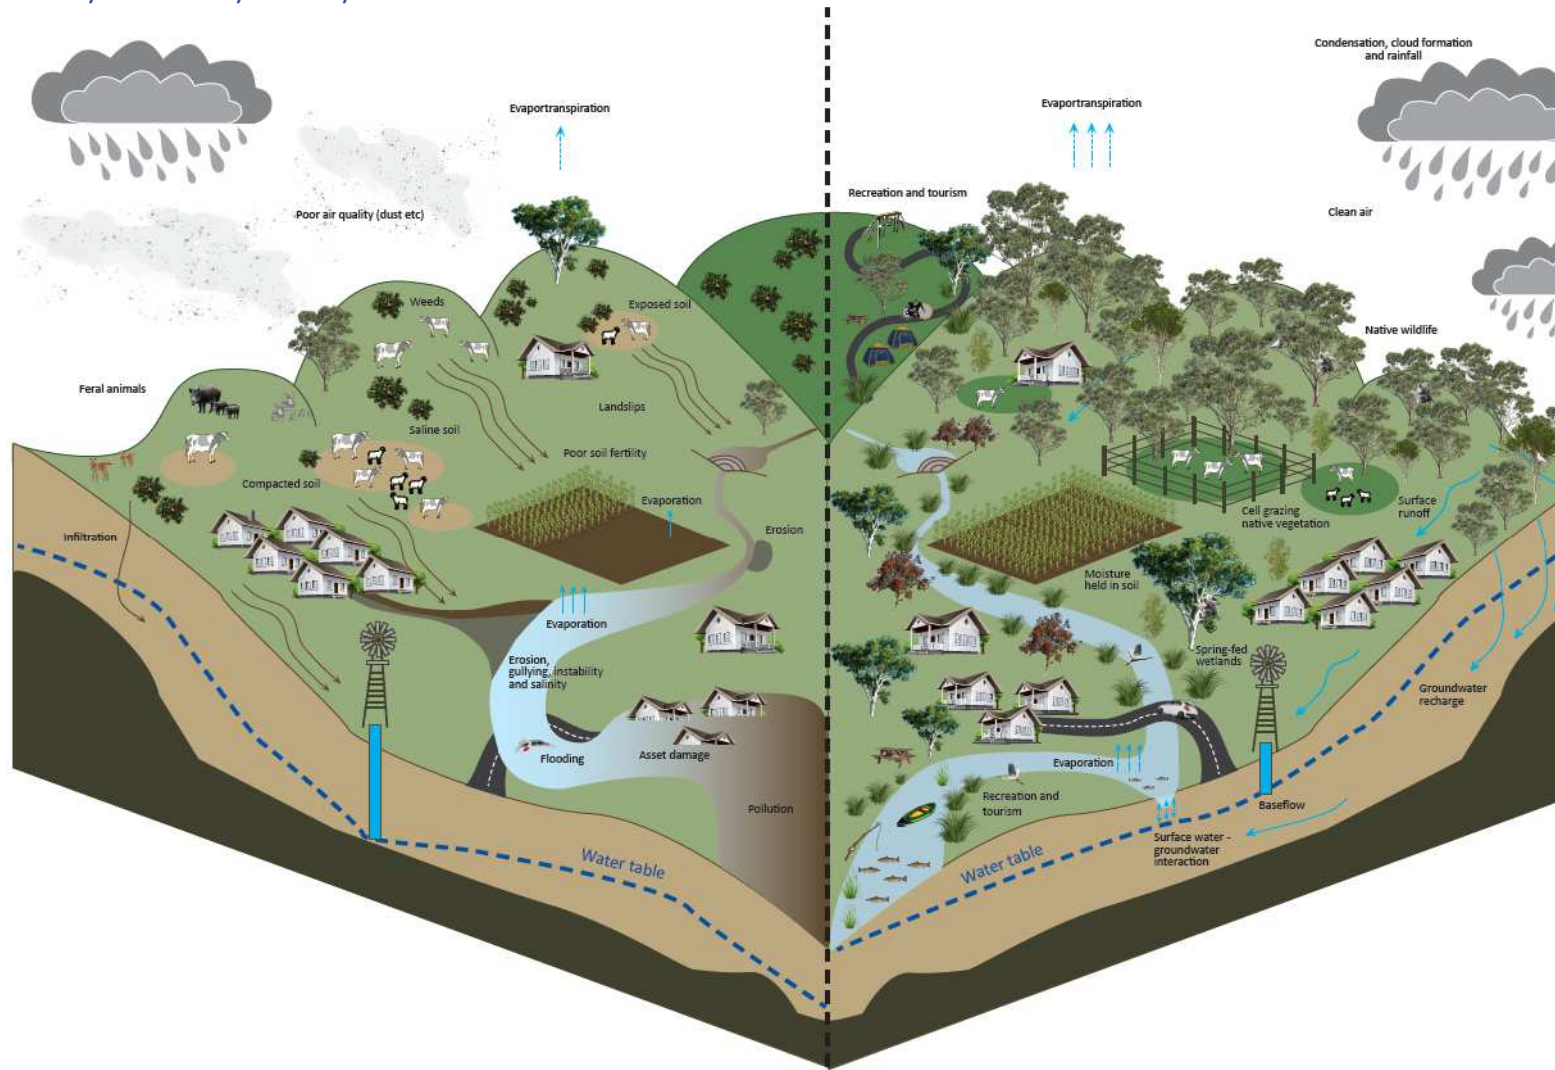 Condensation, cloud formation
and rainfall
Evaportranspiration
Evaportranspiration
Poor air quality (dust etc)
Recreation and tourism
Clean air
Weeds
Exposed soil
Native wildlife
Feral animals
Landslips
Saline soil
Poor soil fertility
Compacted soil
Evaporation
Erosion
Infiltration
Cell grazing
native vegetation
Surface
runoff
Moisture
held in soil
Evaporation
Erosion,
gullying, instability
and salinity
Spring-fed
wetlands
Groundwater
recharge
Flooding
Asset damage
Evaporation
Pollution
Recreation and
tourism
Baseflow
Surface water -
groundwater
interaction
Water table
Water table